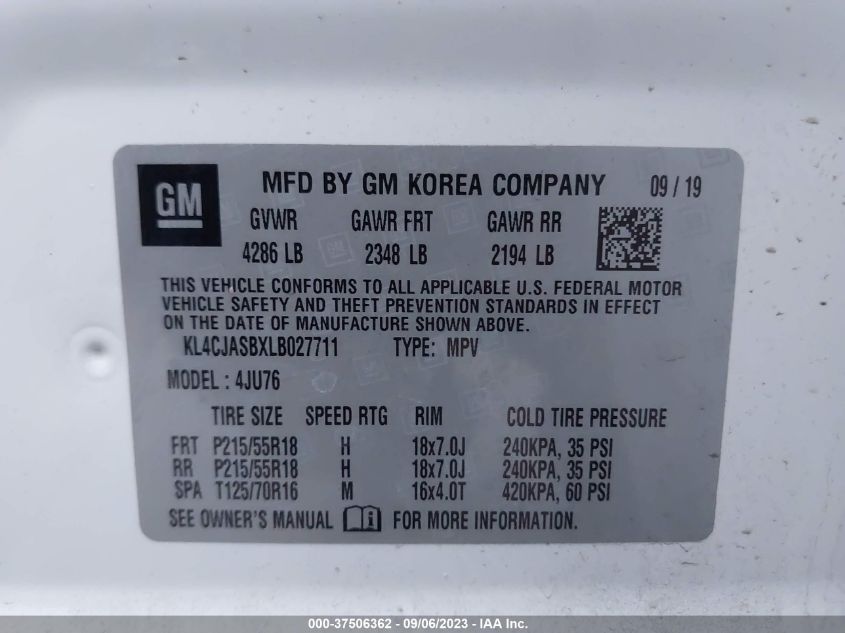 GM MFD BY GM KOREA COMPANY 09 / 19
GVWR GAWR FRT GAWR RR
4286 LB 2348 LB 2194 LB
THIS VEHICLE CONFORMS TO ALL APPLICABLE U.S. FEDERAL MOTOR
VEHICLE SAFETY AND THEFT PREVENTION STANDARDS IN EFFECT
ON THE DATE OF MANUFACTURE SHOWN ABOVE.
KL4CJASBXLB027711 TYPE: MPV
MODEL : 4JU76
TIRE SIZE SPEED RTG RIM COLD TIRE PRESSURE
FRT P215/55R18 H 18x7.0J 240KPA, 35 PSI
RR P215/55R18 H 18x7.0J 240KPA, 35 PSI
SPA T125/70R16 M 16x4.0T 420KPA, 60 PSI
SEE OWNER'S MANUAL FOR MORE INFORMATION.
000-37506362 - 09/06/2023 - IAA Inc.